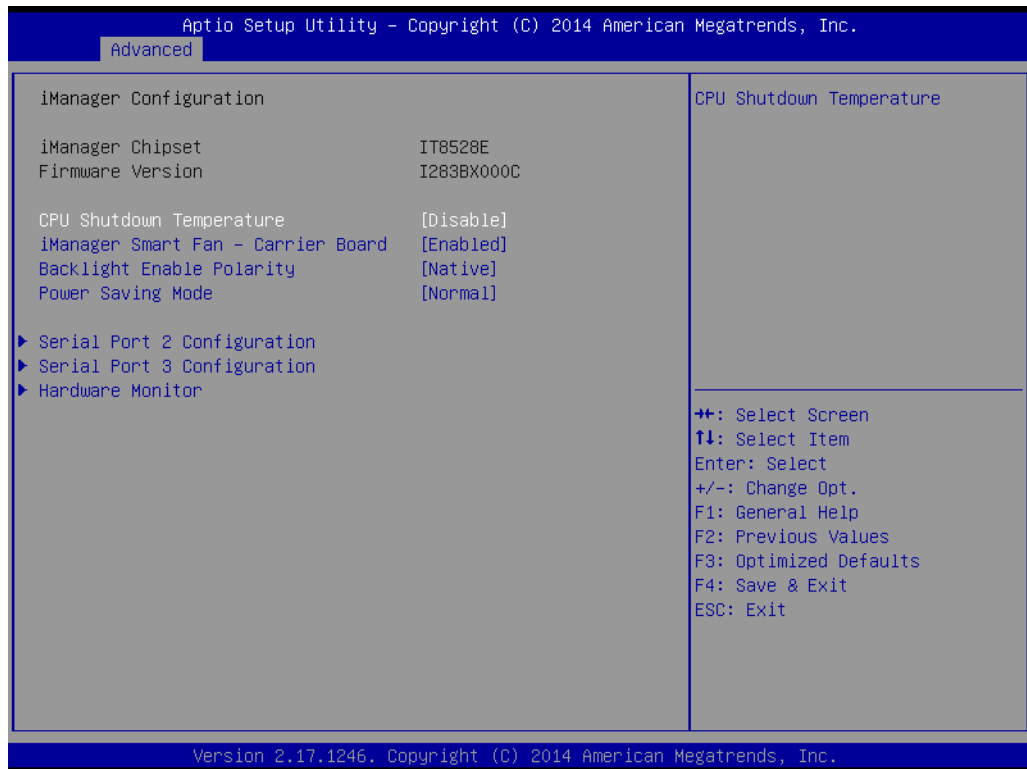 Aptio Setup Utility – Copyright (C) 2014 American Megatrends, Inc.
Advanced
iManager Configuration
iManager Chipset IT8528E
Firmware Version I283BX000C
CPU Shutdown Temperature [Disable]
iManager Smart Fan – Carrier Board [Enabled]
Backlight Enable Polarity [Native]
Power Saving Mode [Normal]
▶ Serial Port 2 Configuration
▶ Serial Port 3 Configuration
▶ Hardware Monitor
CPU Shutdown Temperature
→←: Select Screen
↑↓: Select Item
Enter: Select
+/-: Change Opt.
F1: General Help
F2: Previous Values
F3: Optimized Defaults
F4: Save & Exit
ESC: Exit
Version 2.17.1246. Copyright (C) 2014 American Megatrends, Inc.